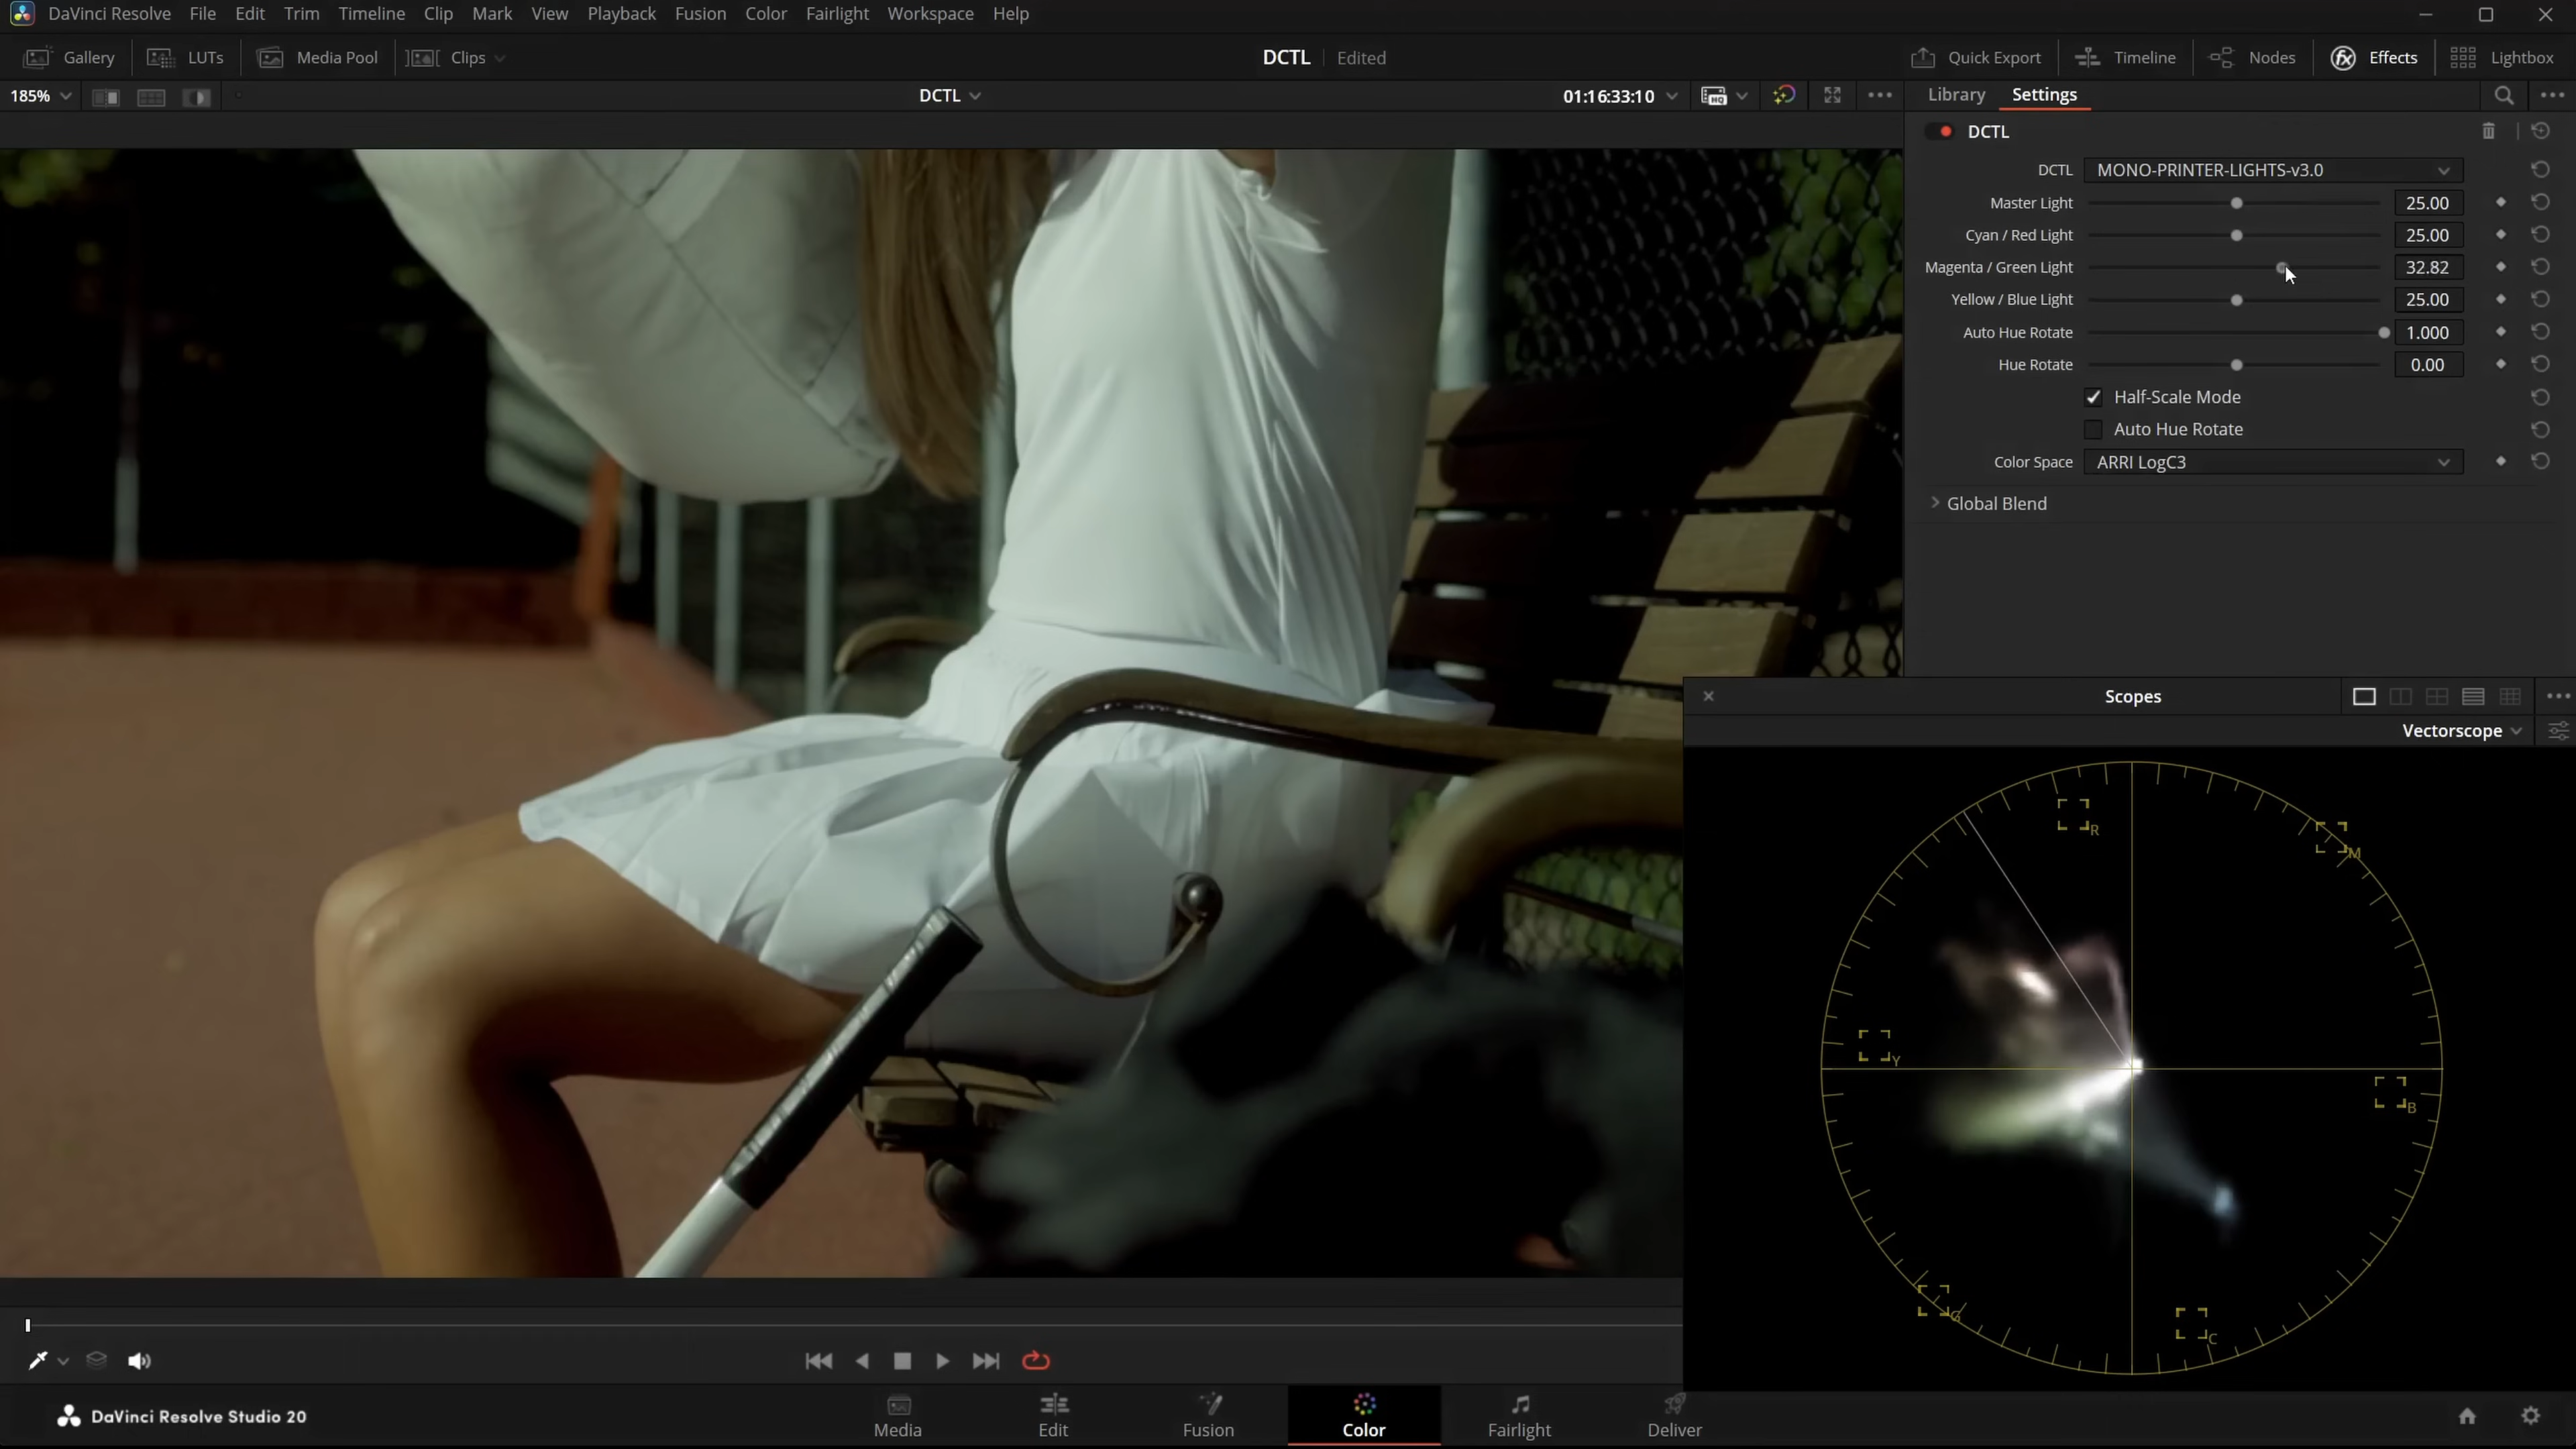 DaVinci Resolve File Edit Trim Timeline Clip Mark View Playback Fusion Color Fairlight Workspace Help
Gallery LUTs Media Pool Clips DCTL Edited Quick Export Timeline Nodes Effects Lightbox
185% DCTL 01:16:33:10 HQ Library Settings
DCTL
DCTL MONO-PRINTER-LIGHTS-v3.0
Master Light 25.00
Cyan / Red Light 25.00
Magenta / Green Light 32.82
Yellow / Blue Light 25.00
Auto Hue Rotate 1.000
Hue Rotate 0.00
Half-Scale Mode
Auto Hue Rotate
Color Space ARRI LogC3
Global Blend
Scopes
Vectorscope
R
M
Y
B
G
C
DaVinci Resolve Studio 20
Media Edit Fusion Color Fairlight Deliver